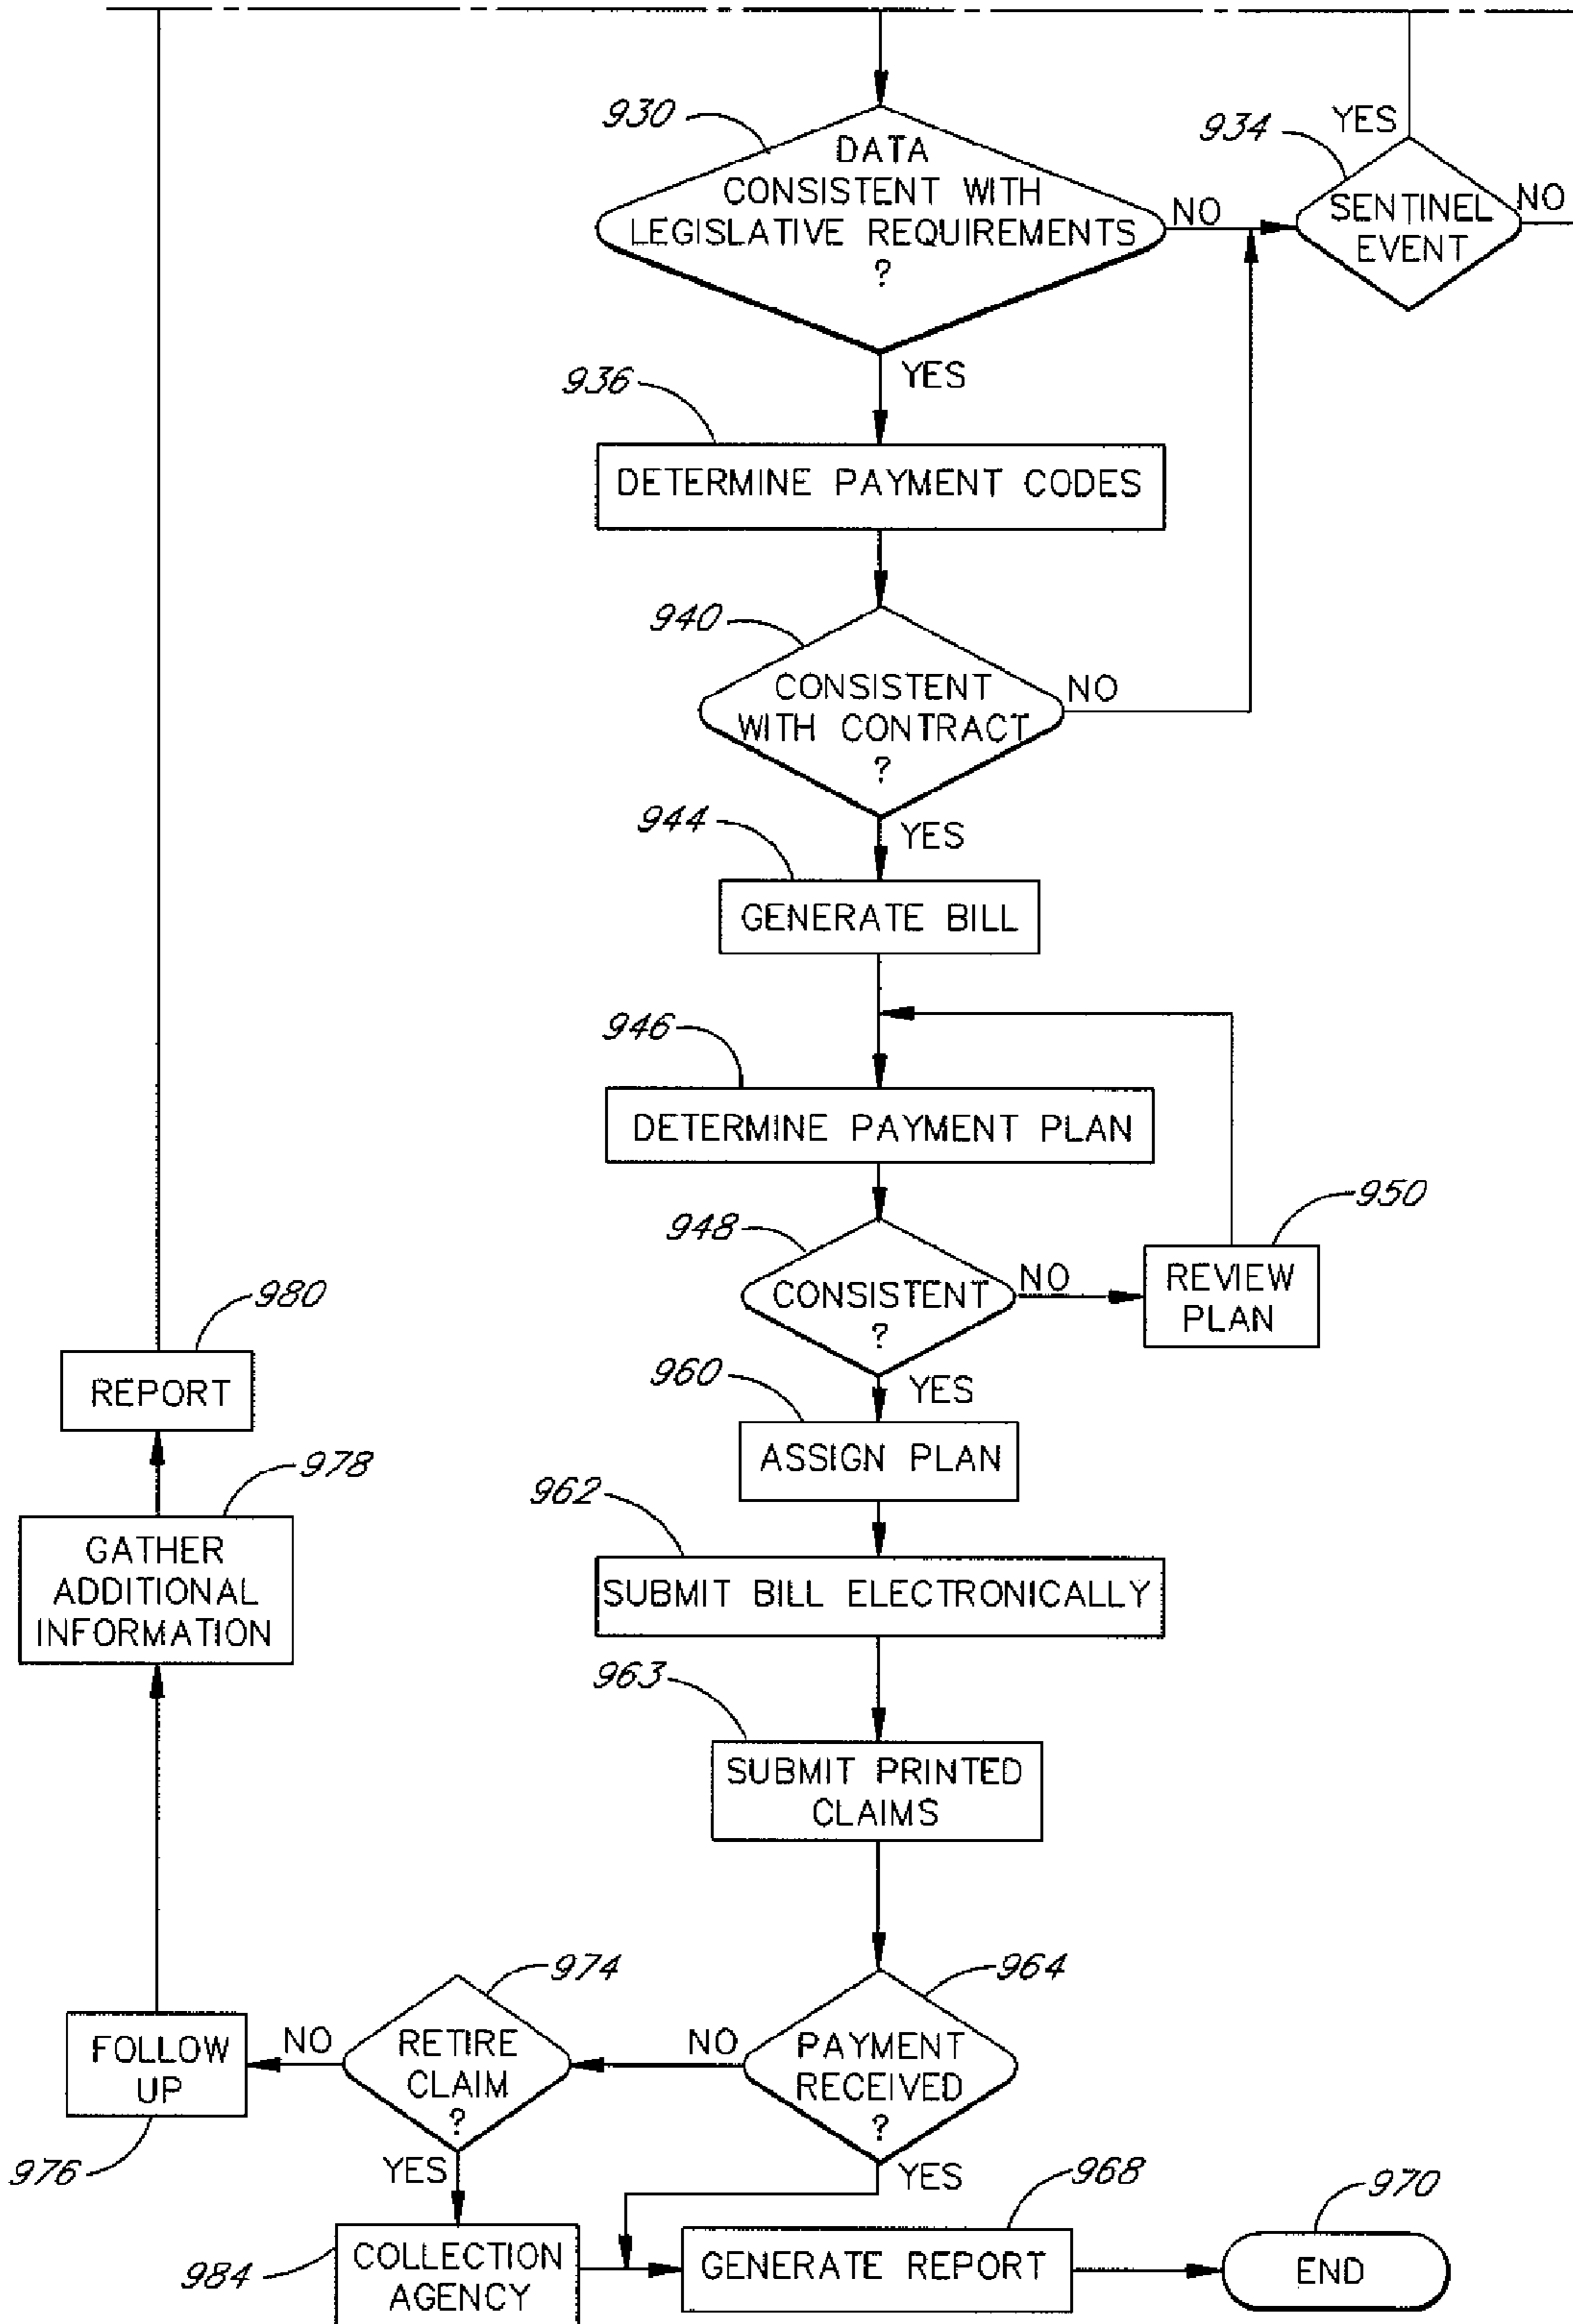 930
DATA
CONSISTENT WITH
LEGISLATIVE REQUIREMENTS
?
NO
YES
934
SENTINEL
EVENT
YES
NO
936
DETERMINE PAYMENT CODES
940
CONSISTENT
WITH CONTRACT
?
NO
YES
944
GENERATE BILL
946
DETERMINE PAYMENT PLAN
948
CONSISTENT
?
NO
YES
950
REVIEW
PLAN
960
ASSIGN PLAN
962
SUBMIT BILL ELECTRONICALLY
963
SUBMIT PRINTED
CLAIMS
964
PAYMENT
RECEIVED
?
NO
YES
974
RETIRE
CLAIM
?
NO
YES
FOLLOW
UP
976
978
GATHER
ADDITIONAL
INFORMATION
980
REPORT
984
COLLECTION
AGENCY
968
GENERATE REPORT
970
END